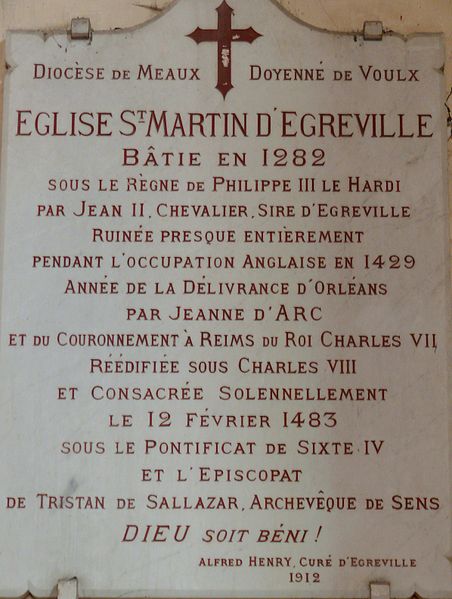 Diocèse de Meaux Doyenné de Voulx
EGLISE ST MARTIN D'EGREVILLE
BÂTIE EN 1282
SOUS LE RÈGNE DE PHILIPPE III LE HARDI
PAR JEAN II, CHEVALIER, SIRE D'EGREVILLE
RUINÉE PRESQUE ENTIÈREMENT
PENDANT L'OCCUPATION ANGLAISE EN 1429
ANNÉE DE LA DÉLIVRANCE D'ORLÉANS
PAR JEANNE D'ARC
ET DU COURONNEMENT À REIMS DU ROI CHARLES VII
RÉÉDIFIÉE SOUS CHARLES VIII
ET CONSACRÉE SOLENNELLEMENT
LE 12 FÉVRIER 1483
SOUS LE PONTIFICAT DE SIXTE IV
ET L'EPISCOPAT
DE TRISTAN DE SALLAZAR, ARCHEVÊQUE DE SENS
DIEU SOIT BÉNI !
ALFRED HENRY, CURÉ D'EGREVILLE
1912